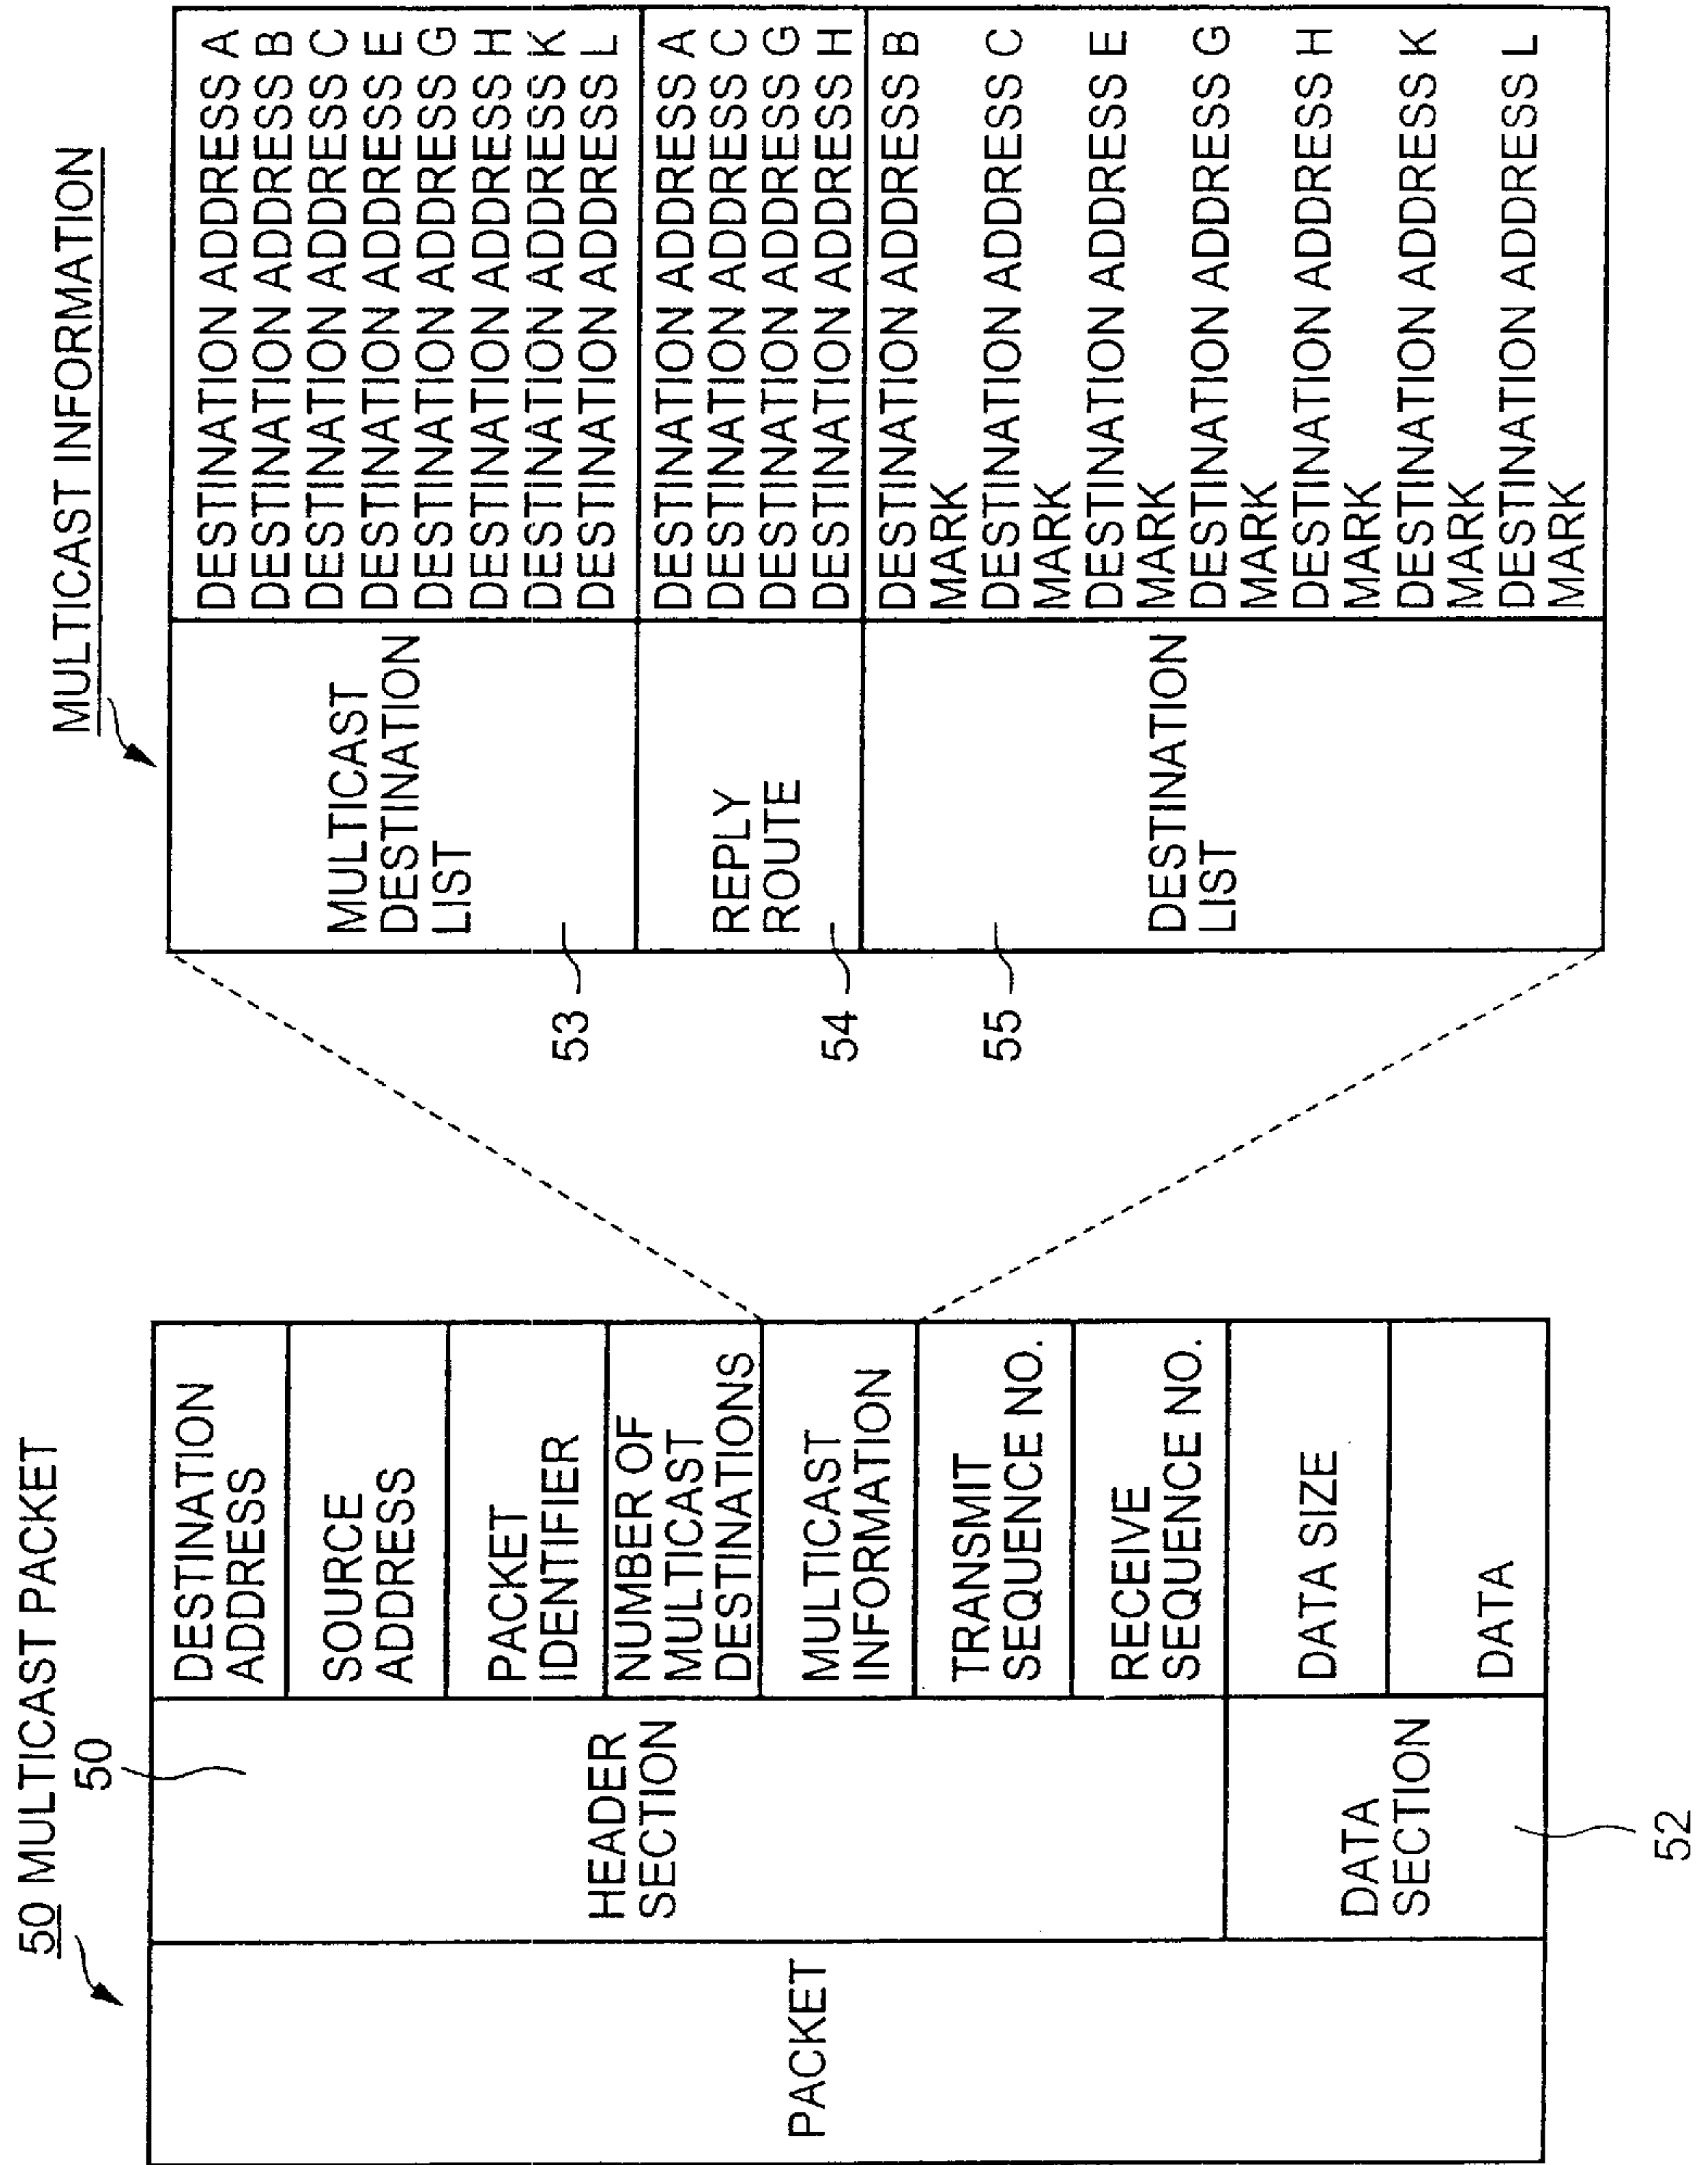 50 MULTICAST PACKET
50
PACKET
HEADER
SECTION
DATA
SECTION
52
DESTINATION
ADDRESS
SOURCE
ADDRESS
PACKET
IDENTIFIER
NUMBER OF
MULTICAST
DESTINATIONS
MULTICAST
INFORMATION
TRANSMIT
SEQUENCE NO.
RECEIVE
SEQUENCE NO.
DATA SIZE
DATA
MULTICAST INFORMATION
MULTICAST
DESTINATION
LIST
53
DESTINATION ADDRESS A
DESTINATION ADDRESS B
DESTINATION ADDRESS C
DESTINATION ADDRESS E
DESTINATION ADDRESS G
DESTINATION ADDRESS H
DESTINATION ADDRESS K
DESTINATION ADDRESS L
REPLY
ROUTE
54
DESTINATION ADDRESS A
DESTINATION ADDRESS C
DESTINATION ADDRESS G
DESTINATION ADDRESS H
DESTINATION
LIST
55
DESTINATION ADDRESS B
MARK
DESTINATION ADDRESS C
MARK
DESTINATION ADDRESS E
MARK
DESTINATION ADDRESS G
MARK
DESTINATION ADDRESS H
MARK
DESTINATION ADDRESS K
MARK
DESTINATION ADDRESS L
MARK